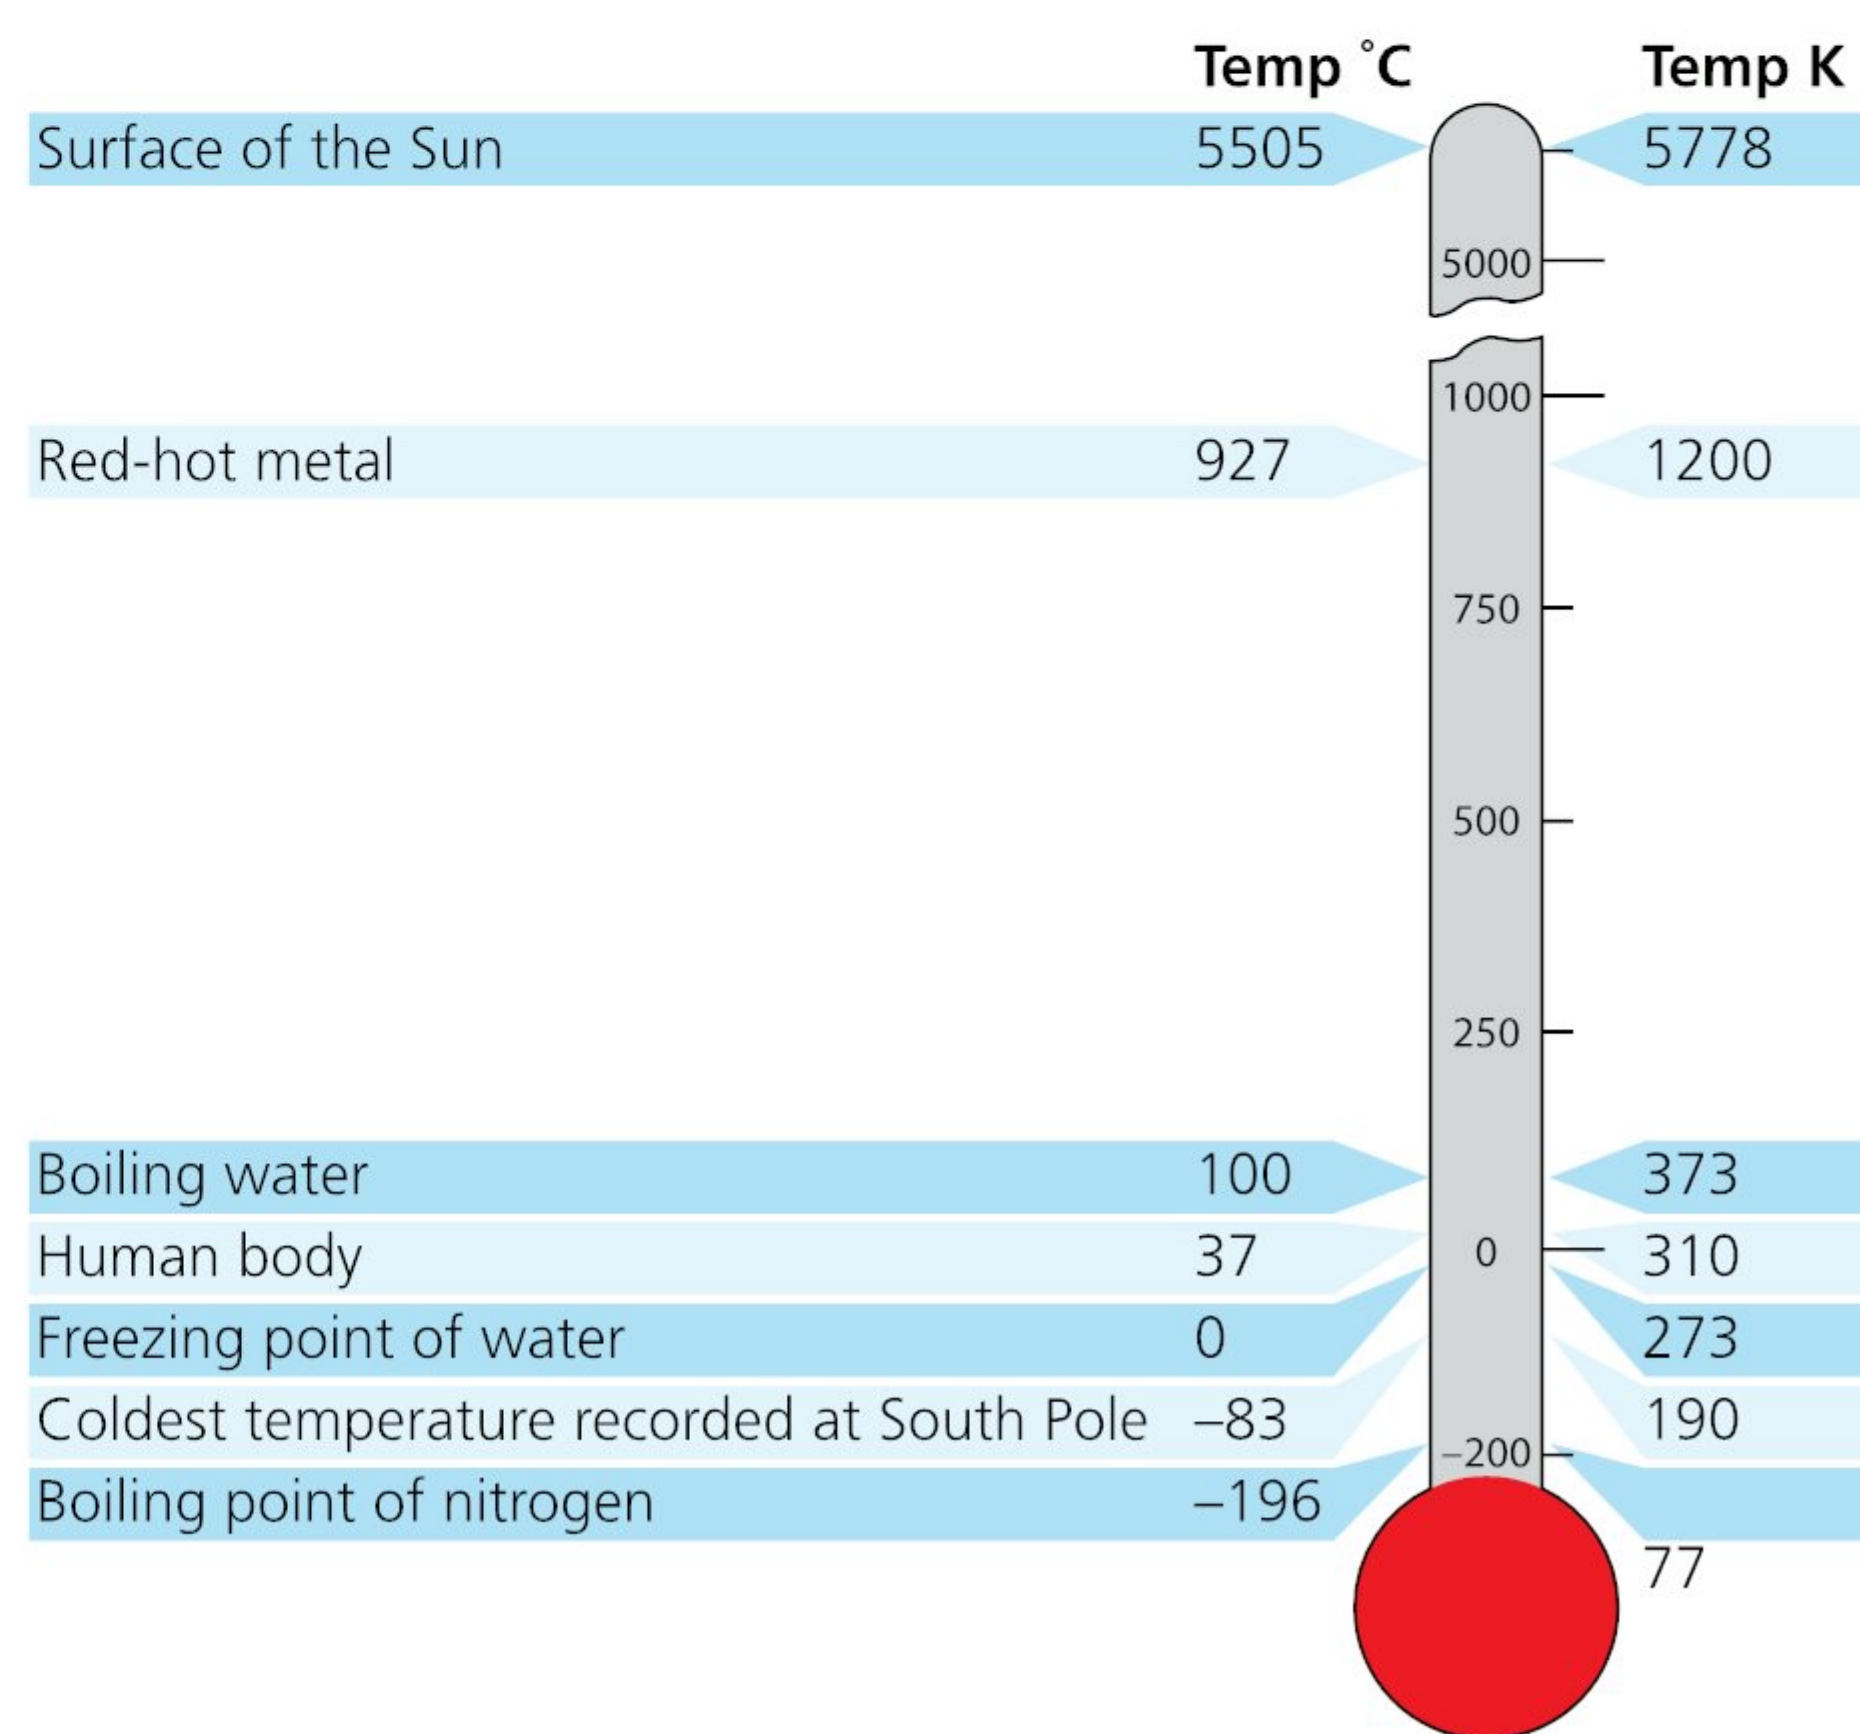 Temp ˚C Temp K
Surface of the Sun 5505 5778
5000
1000
Red-hot metal 927 1200
750
500
250
Boiling water 100 373
Human body 37 0 310
Freezing point of water 0 273
Coldest temperature recorded at South Pole –83 190
–200
Boiling point of nitrogen –196
77